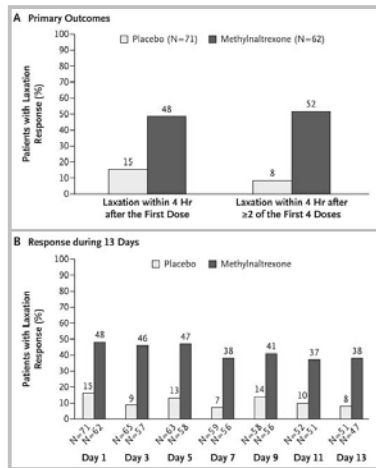 A Primary Outcomes
Placebo (N=71) Methylnaltrexone (N=62)
Patients with Laxation
Response (%)
100
90
80
70
60
50
40
30
20
10
0
15
48
8
52
Laxation within 4 Hr
after the First Dose
Laxation within 4 Hr after
≥2 of the First 4 Doses
B Response during 13 Days
Placebo Methylnaltrexone
Patients with Laxation
Response (%)
100
90
80
70
60
50
40
30
20
10
0
15 48 9 46 13 47 7 38 14 41 10 37 8 38
N=71 N=62 N=65 N=57 N=63 N=58 N=59 N=56 N=58 N=56 N=52 N=51 N=51 N=47
Day 1 Day 3 Day 5 Day 7 Day 9 Day 11 Day 13